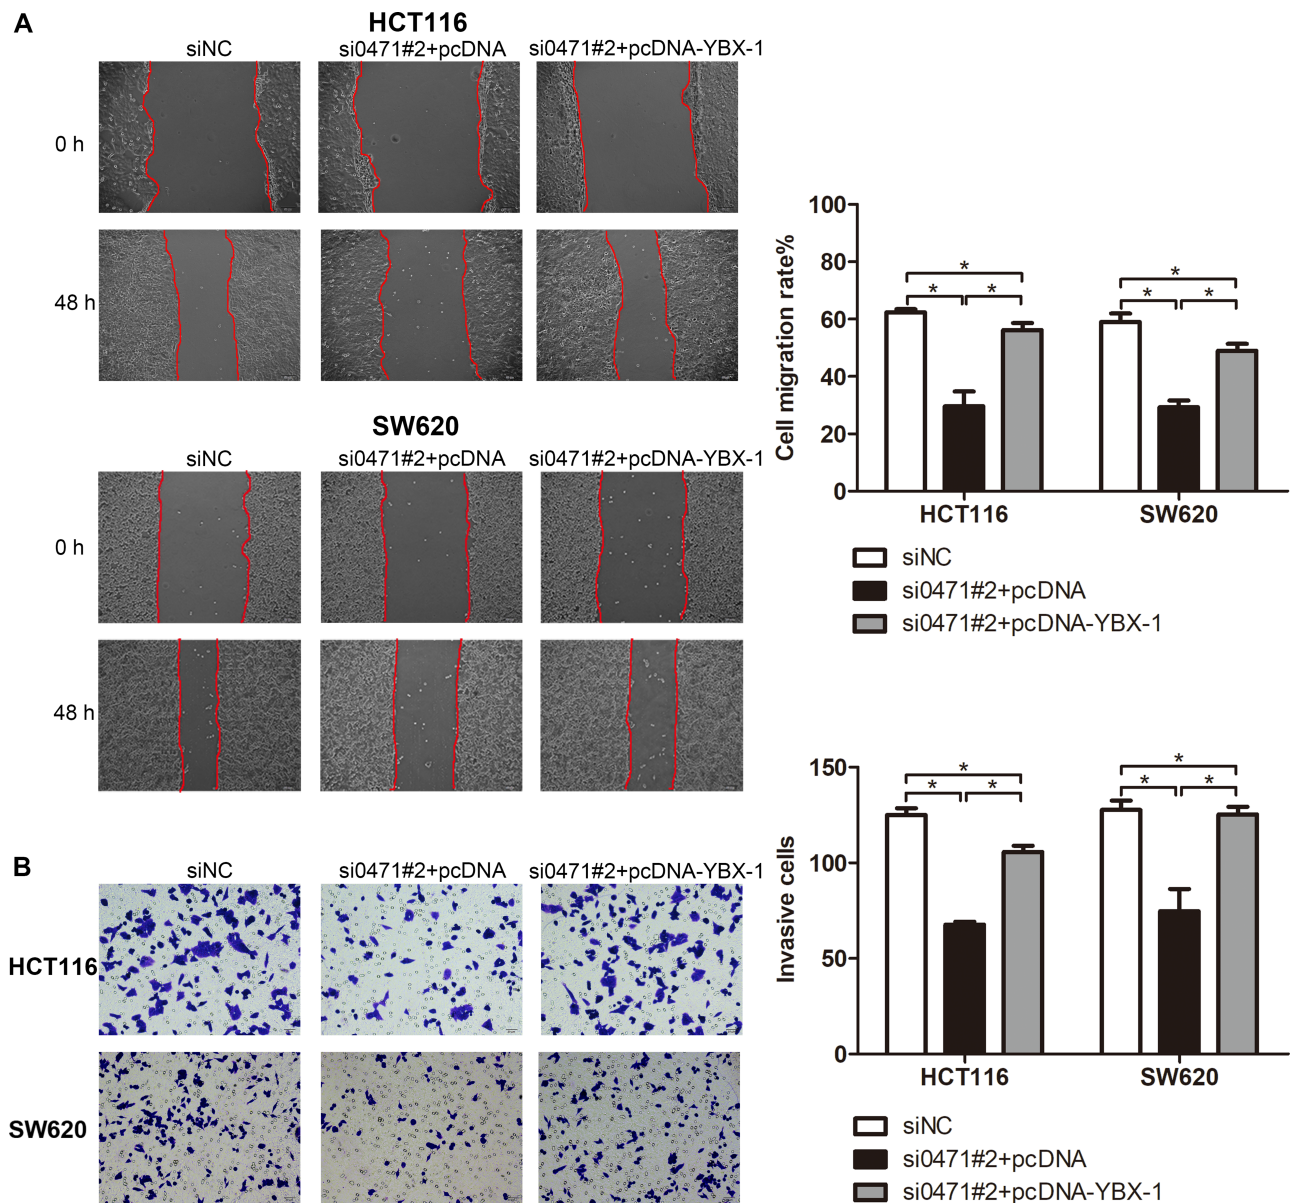 A
HCT116
siNC si0471#2+pcDNA si0471#2+pcDNA-YBX-1
0 h
48 h
SW620
siNC si0471#2+pcDNA si0471#2+pcDNA-YBX-1
0 h
48 h
Cell migration rate%
100
80
60
40
20
0
* * *
* * *
HCT116 SW620
siNC
si0471#2+pcDNA
si0471#2+pcDNA-YBX-1
B
siNC si0471#2+pcDNA si0471#2+pcDNA-YBX-1
HCT116
SW620
Invasive cells
150
100
50
0
* * *
* * *
HCT116 SW620
siNC
si0471#2+pcDNA
si0471#2+pcDNA-YBX-1